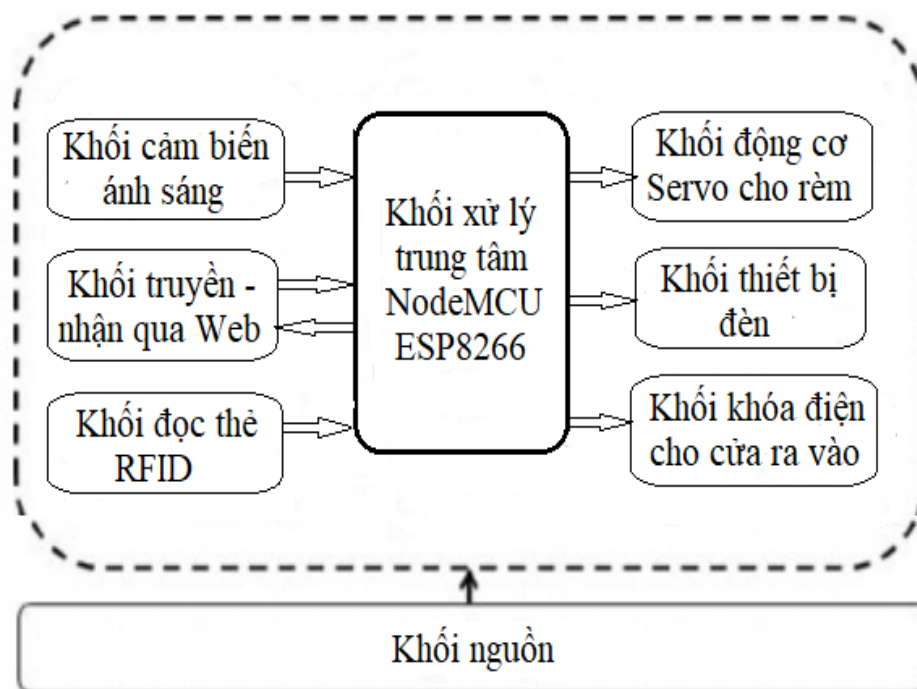 Khối cảm biến
ánh sáng
Khối truyền -
nhận qua Web
Khối đọc thẻ
RFID
Khối xử lý
trung tâm
NodeMCU
ESP8266
Khối động cơ
Servo cho rèm
Khối thiết bị
đèn
Khối khóa điện
cho cửa ra vào
Khối nguồn